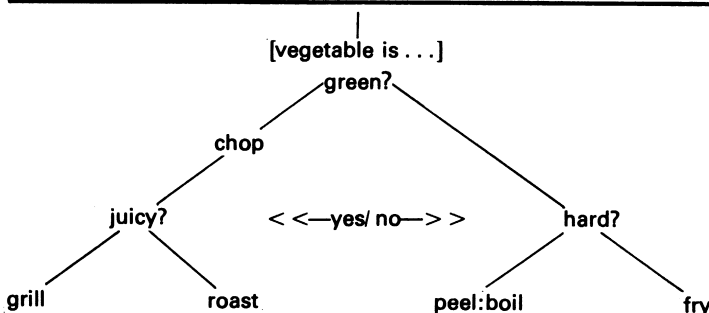 [vegetable is . . .]
green?
chop
juicy?
< <—yes/ no—> >
hard?
grill
roast
peel:boil
fry